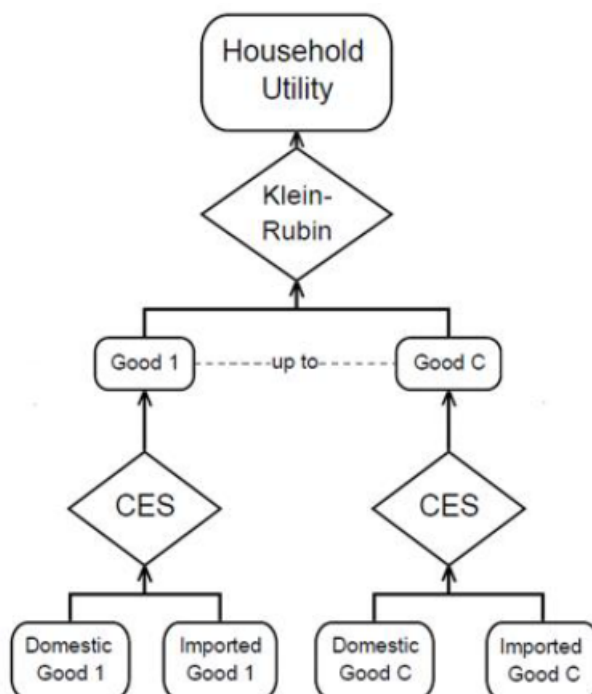 Household
Utility
Klein-
Rubin
Good 1
up to
Good C
CES
CES
Domestic
Good 1
Imported
Good 1
Domestic
Good C
Imported
Good C